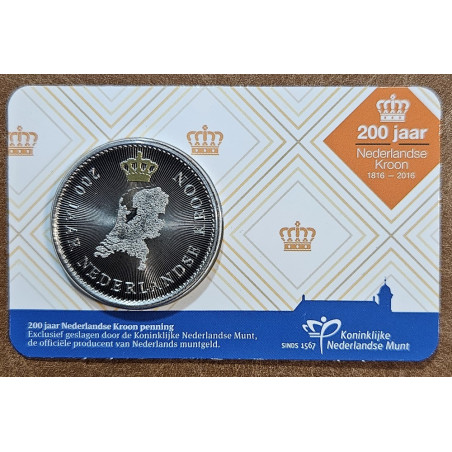 200 jaar
Nederlandse
Kroon
1816 – 2016
200 JAAR NEDERLANDSE KROON
200 jaar Nederlandse Kroon penning
Exclusief geslagen door de Koninklijke Nederlandse Munt,
de officiële producent van Nederlands muntgeld.
SINDS 1567
Koninklijke
Nederlandse Munt